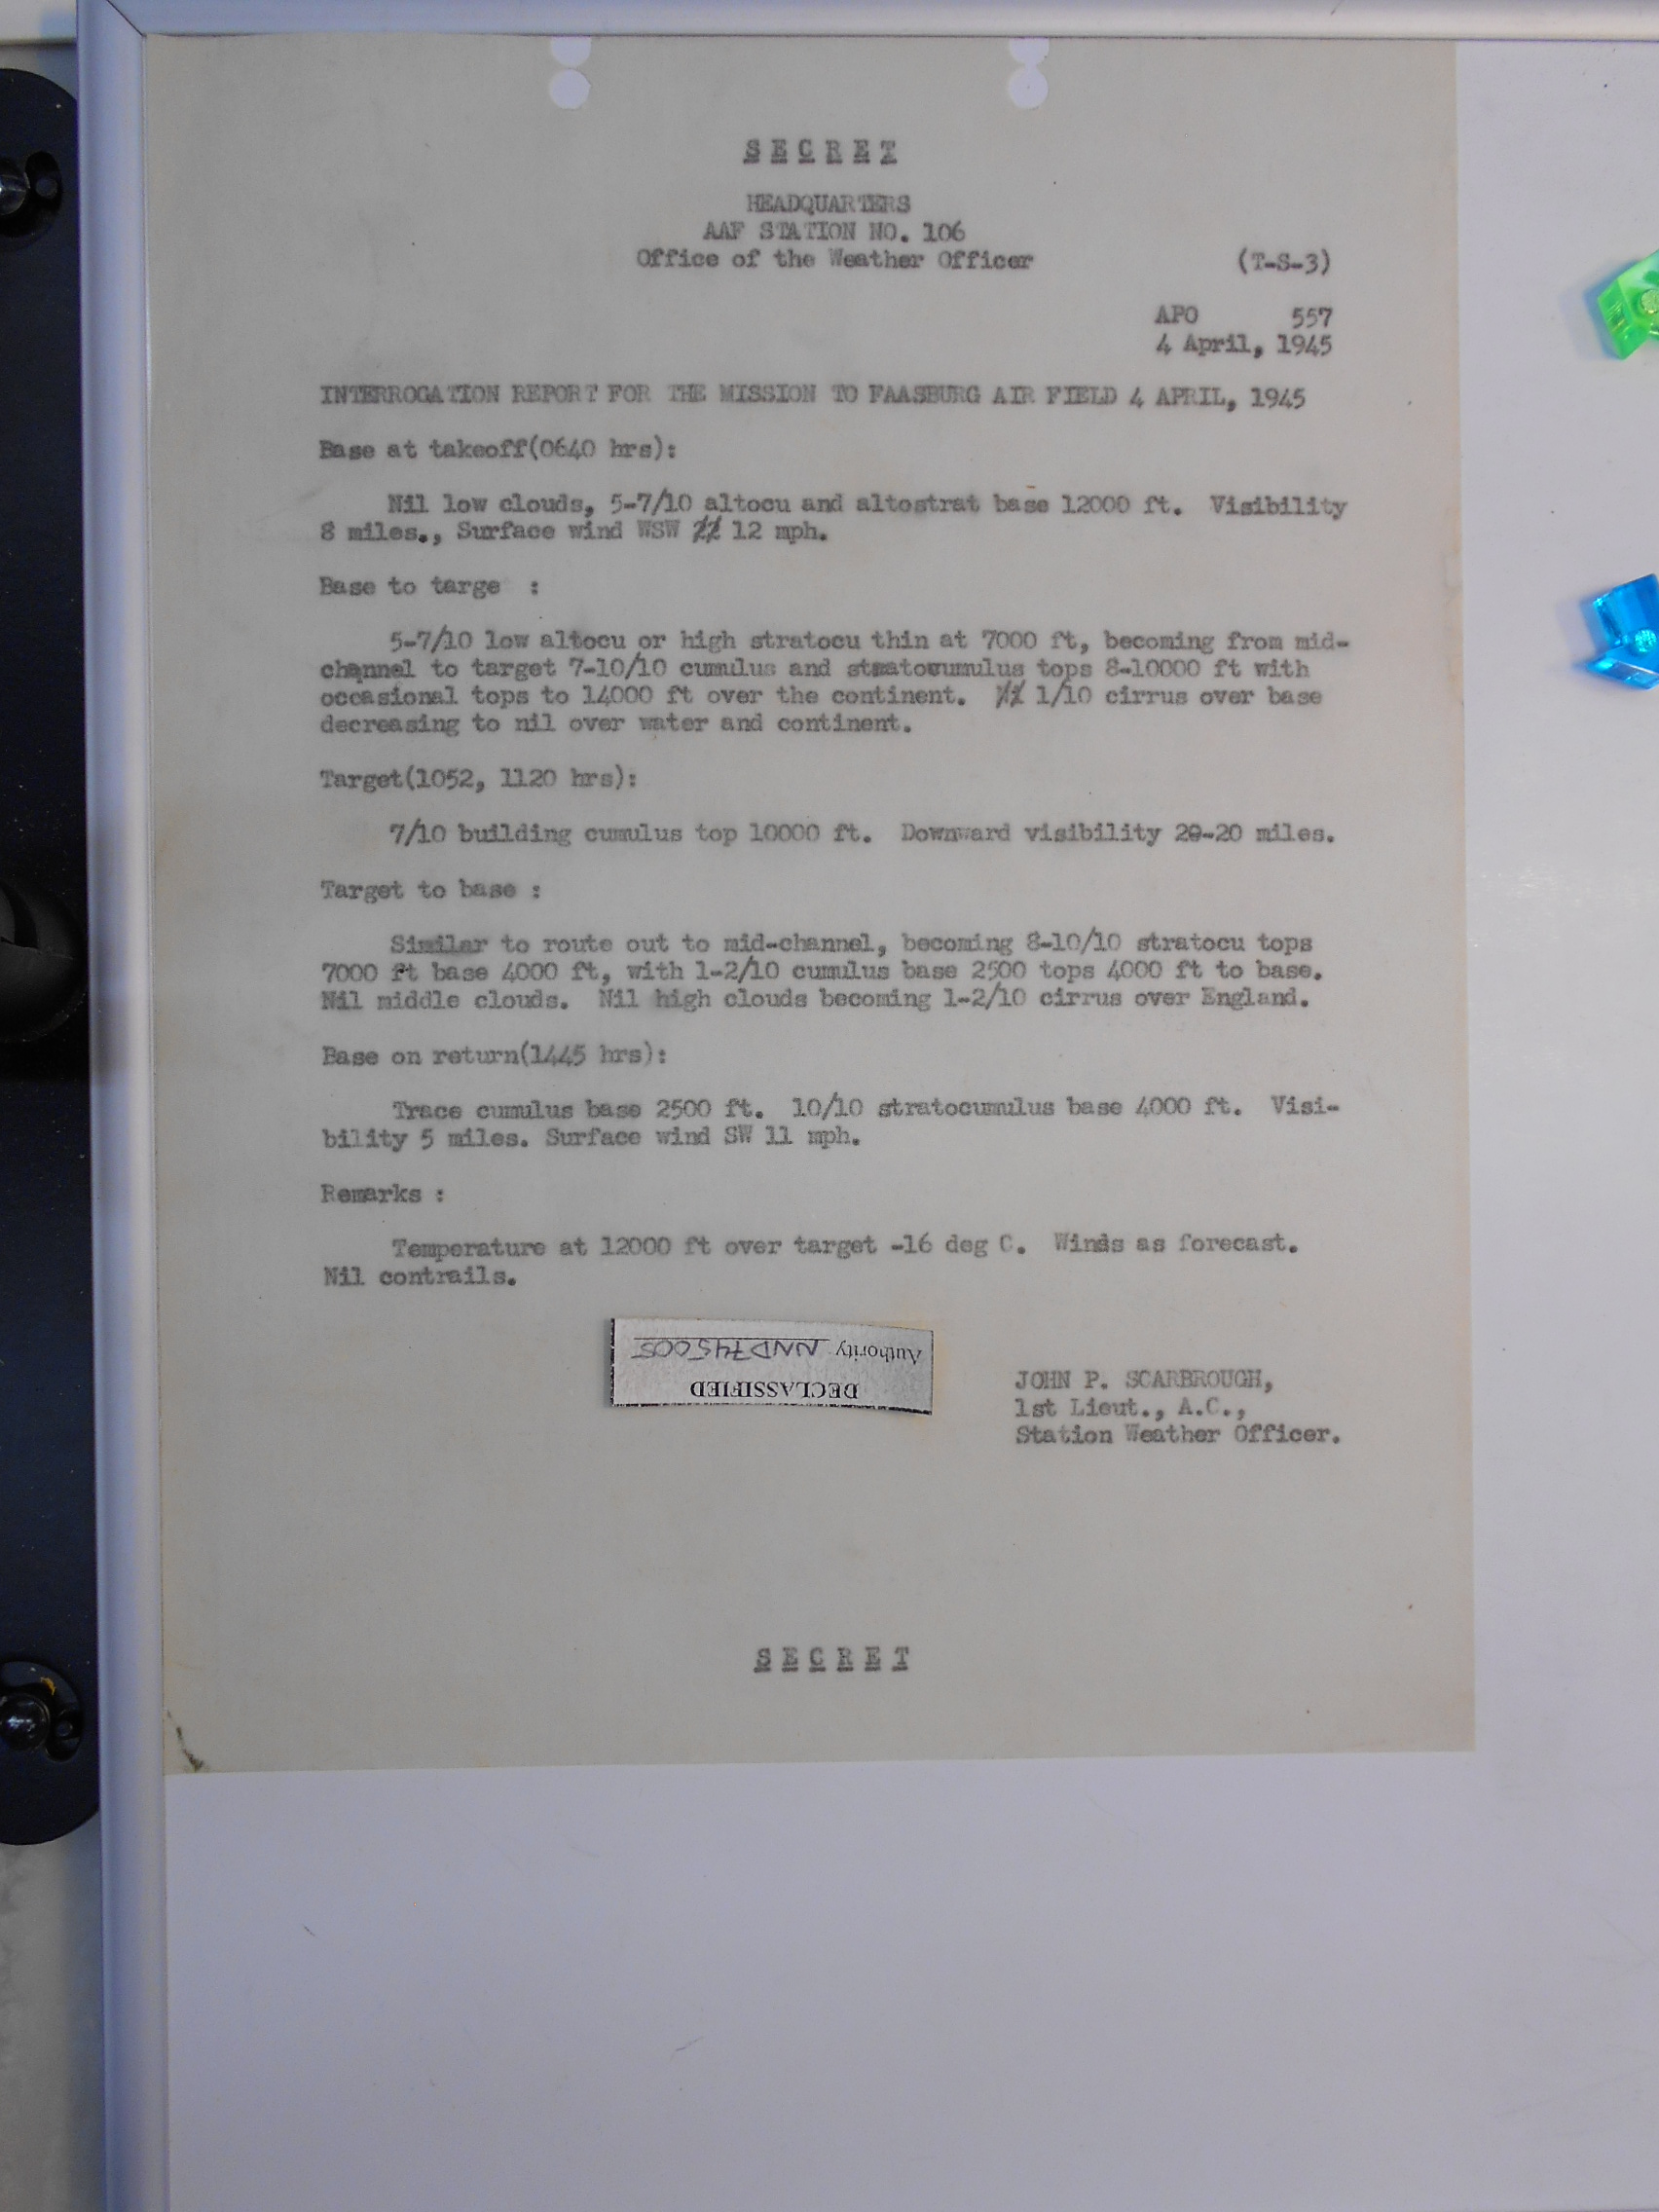 SECRET
HEADQUARTERS
AAF STATION NO. 106
Office of the Weather Officer (T-S-3)
APO 557
4 April, 1945
INTERROGATION REPORT FOR THE MISSION TO FAASBURG AIR FIELD 4 APRIL, 1945
Base at takeoff(0640 hrs):
Nil low clouds, 5-7/10 altocu and altostrat base 12000 ft. Visibility
8 miles., Surface wind WSW 12 mph.
Base to targe :
5-7/10 low altocu or high stratocu thin at 7000 ft, becoming from mid-
channel to target 7-10/10 cumulus and statocumulus tops 8-10000 ft with
occasional tops to 14000 ft over the continent. 1/10 cirrus over base
decreasing to nil over water and continent.
Target(1052, 1120 hrs):
7/10 building cumulus top 10000 ft. Downward visibility 20-20 miles.
Target to base :
Similar to route out to mid-channel, becoming 8-10/10 stratocu tops
7000 ft base 4000 ft, with 1-2/10 cumulus base 2500 tops 4000 ft to base.
Nil middle clouds. Nil high clouds becoming 1-2/10 cirrus over England.
Base on return(1445 hrs):
Trace cumulus base 2500 ft. 10/10 stratocumulus base 4000 ft. Visi-
bility 5 miles. Surface wind SW 11 mph.
Remarks :
Temperature at 12000 ft over target -16 deg C. Winds as forecast.
Nil contrails.
DECLASSIFIED
Authority NND745005
JOHN P. SCARBROUGH,
1st Lieut., A.C.,
Station Weather Officer.
SECRET